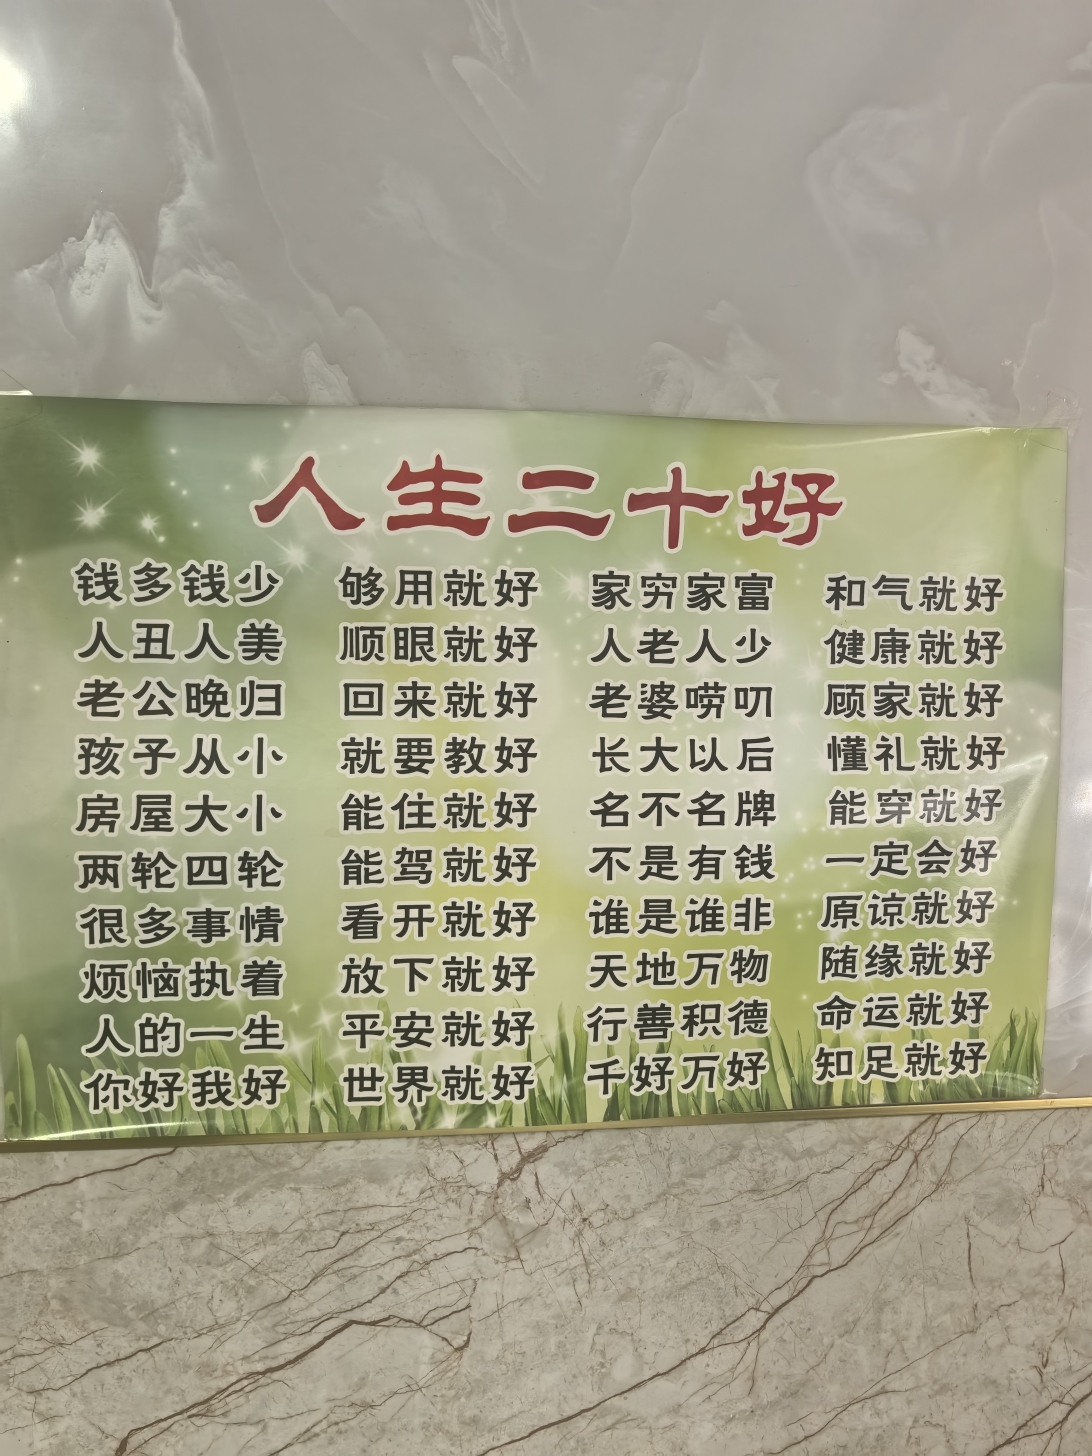 人生二十好
钱多钱少 够用就好 家穷家富 和气就好
人丑人美 顺眼就好 人老人少 健康就好
老公晚归 回来就好 老婆唠叨 顾家就好
孩子从小 就要教好 长大以后 懂礼就好
房屋大小 能住就好 名不名牌 能穿就好
两轮四轮 能驾就好 不是有钱 一定会好
很多事情 看开就好 谁是谁非 原谅就好
烦恼执着 放下就好 天地万物 随缘就好
人的一生 平安就好 行善积德 命运就好
你好我好 世界就好 千好万好 知足就好